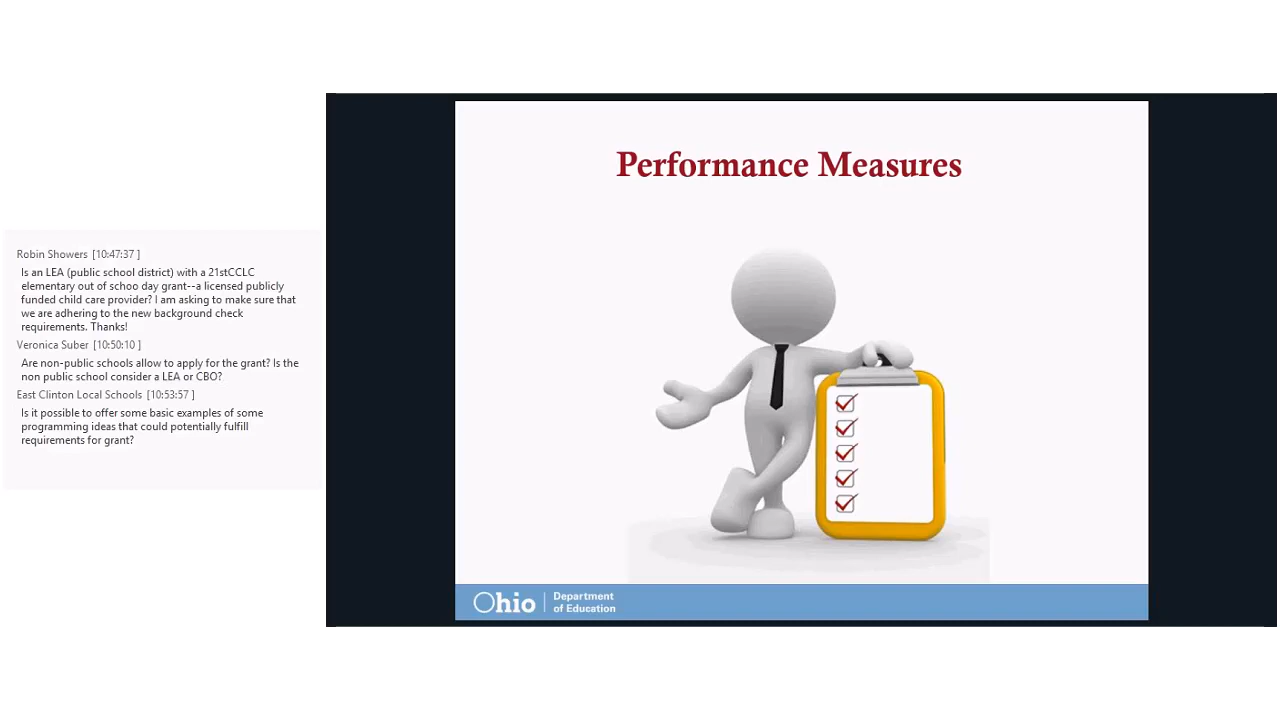 Robin Showers [10:47:37 ]
Is an LEA (public school district) with a 21stCCLC
elementary out of schoo day grant--a licensed publicly
funded child care provider? I am asking to make sure that
we are adhering to the new background check
requirements. Thanks!
Veronica Suber [10:50:10 ]
Are non-public schools allow to apply for the grant? Is the
non public school consider a LEA or CBO?
East Clinton Local Schools [10:53:57 ]
Is it possible to offer some basic examples of some
programming ideas that could potentially fulfill
requirements for grant?
Performance Measures
Ohio
Department
of Education